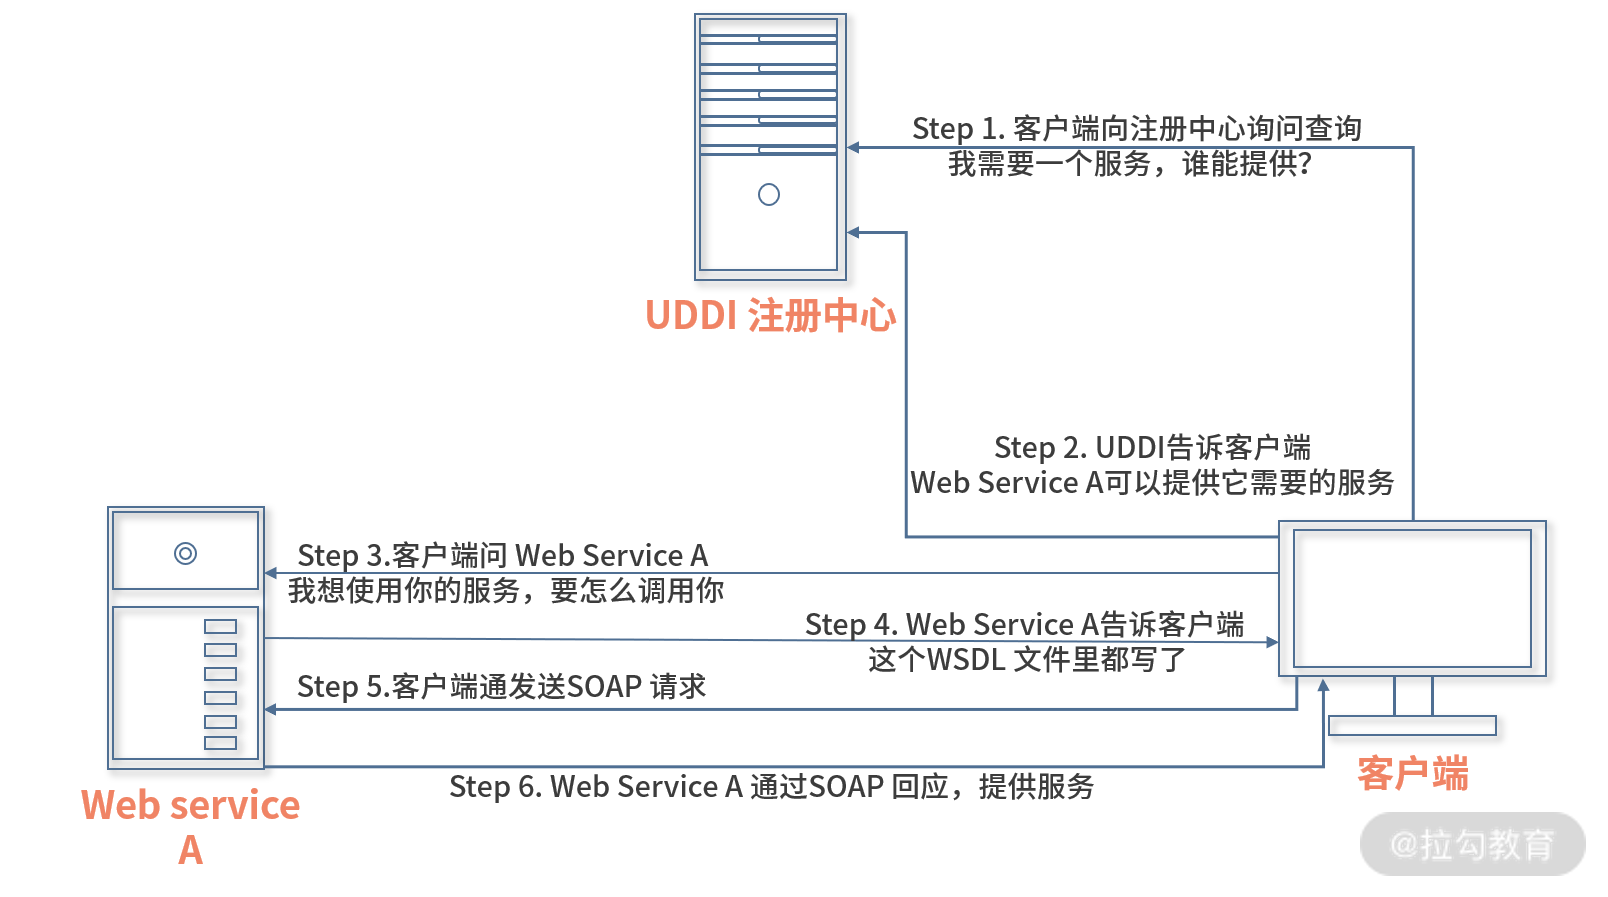 Step 1. 客户端向注册中心询问查询
我需要一个服务，谁能提供？
UDDI 注册中心
Step 2. UDDI告诉客户端
Web Service A可以提供它需要的服务
Step 3.客户端问 Web Service A
我想使用你的服务，要怎么调用你
Step 4. Web Service A告诉客户端
这个WSDL 文件里都写了
Step 5.客户端通发送SOAP 请求
Step 6. Web Service A 通过SOAP 回应，提供服务
客户端
Web service
A
@拉勾教育